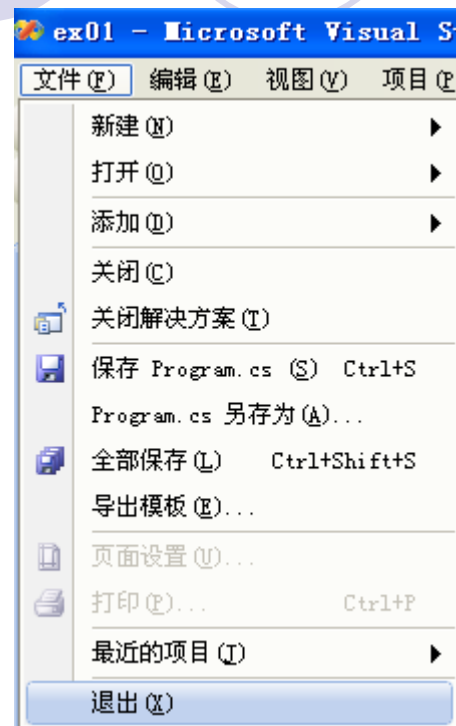 ex01 - Microsoft Visual S
文件(F) 编辑(E) 视图(V) 项目(P
新建(N)
打开(O)
添加(D)
关闭(C)
关闭解决方案(T)
保存 Program.cs (S) Ctrl+S
Program.cs 另存为(A)...
全部保存(L) Ctrl+Shift+S
导出模板(E)...
页面设置(U)...
打印(P)... Ctrl+P
最近的项目(J)
退出(X)